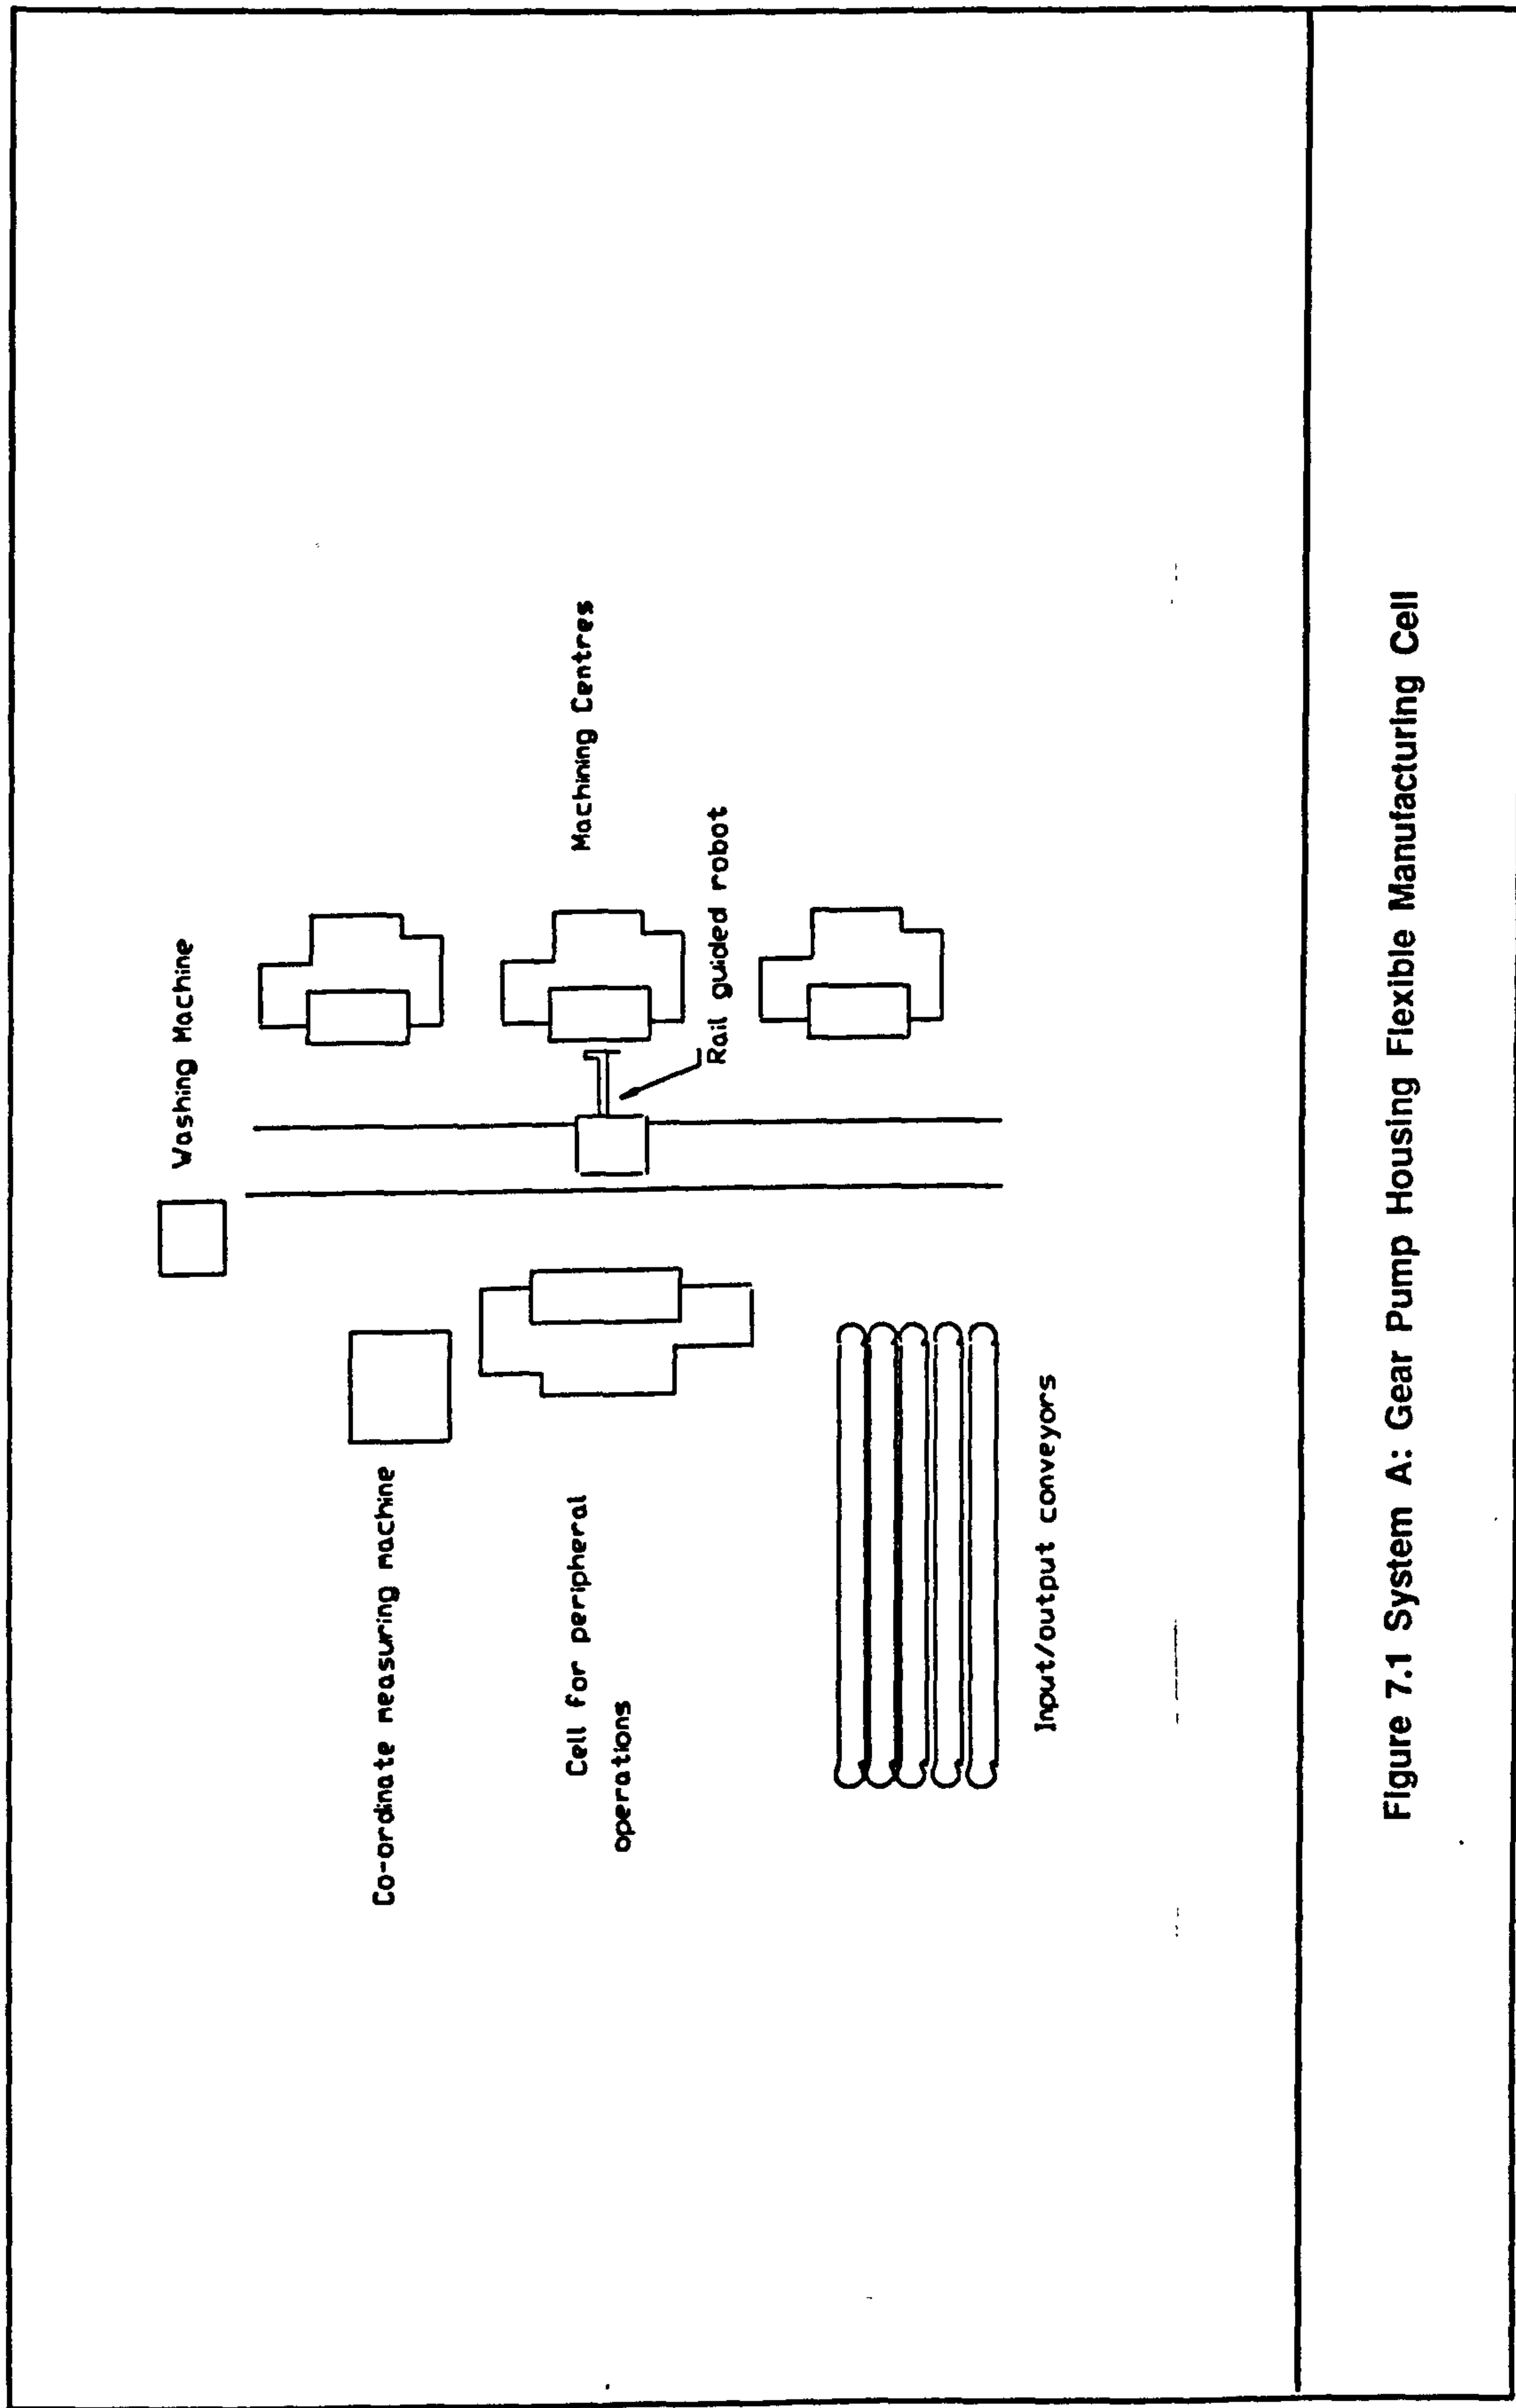 Washing Machine
Co-ordinate measuring machine
Machining Centres
Cell for peripheral
operations
Rail guided robot
Input/output conveyors
Figure 7.1 System A: Gear Pump Housing Flexible Manufacturing Cell